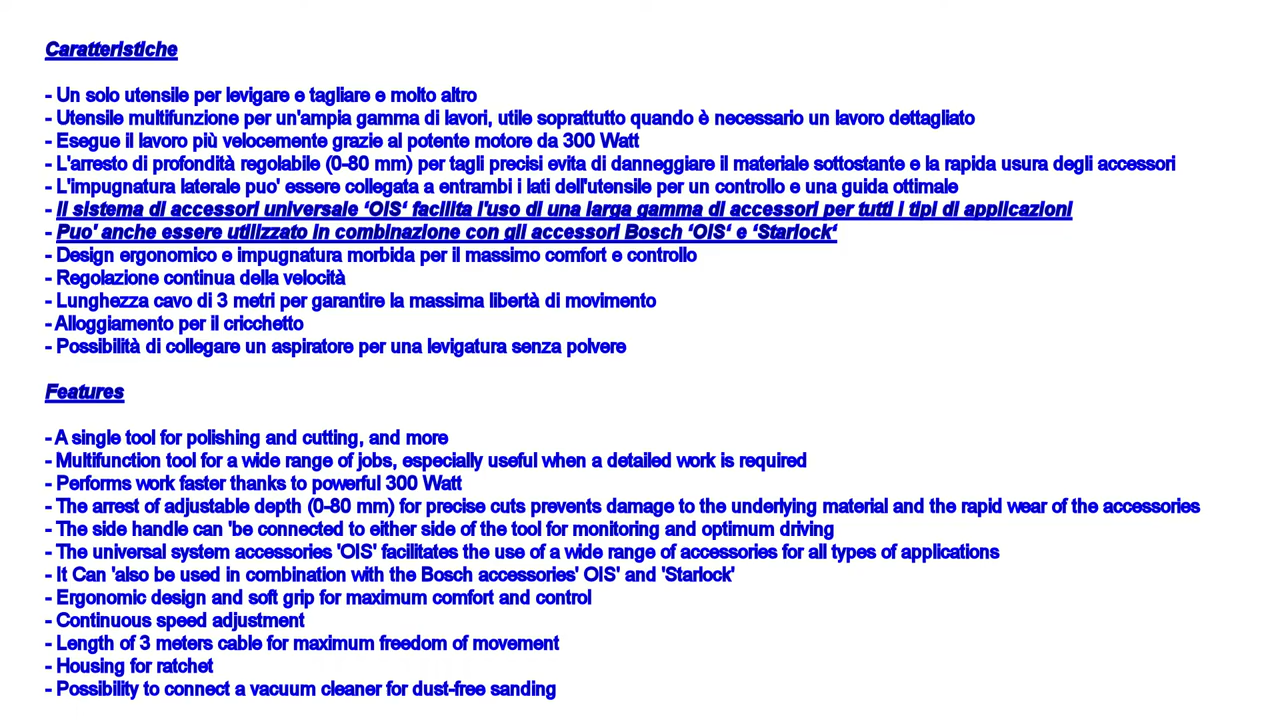 Caratteristiche
- Un solo utensile per levigare e tagliare e molto altro
- Utensile multifunzione per un'ampia gamma di lavori, utile soprattutto quando è necessario un lavoro dettagliato
- Esegue il lavoro più velocemente grazie al potente motore da 300 Watt
- L'arresto di profondità regolabile (0-80 mm) per tagli precisi evita di danneggiare il materiale sottostante e la rapida usura degli accessori
- L'impugnatura laterale puo' essere collegata a entrambi i lati dell'utensile per un controllo e una guida ottimale
- Il sistema di accessori universale ‘OIS‘ facilita l'uso di una larga gamma di accessori per tutti i tipi di applicazioni
- Puo' anche essere utilizzato in combinazione con gli accessori Bosch ‘OIS‘ e ‘Starlock‘
- Design ergonomico e impugnatura morbida per il massimo comfort e controllo
- Regolazione continua della velocità
- Lunghezza cavo di 3 metri per garantire la massima libertà di movimento
- Alloggiamento per il cricchetto
- Possibilità di collegare un aspiratore per una levigatura senza polvere
Features
- A single tool for polishing and cutting, and more
- Multifunction tool for a wide range of jobs, especially useful when a detailed work is required
- Performs work faster thanks to powerful 300 Watt
- The arrest of adjustable depth (0-80 mm) for precise cuts prevents damage to the underlying material and the rapid wear of the accessories
- The side handle can 'be connected to either side of the tool for monitoring and optimum driving
- The universal system accessories 'OIS' facilitates the use of a wide range of accessories for all types of applications
- It Can 'also be used in combination with the Bosch accessories' OIS' and 'Starlock'
- Ergonomic design and soft grip for maximum comfort and control
- Continuous speed adjustment
- Length of 3 meters cable for maximum freedom of movement
- Housing for ratchet
- Possibility to connect a vacuum cleaner for dust-free sanding